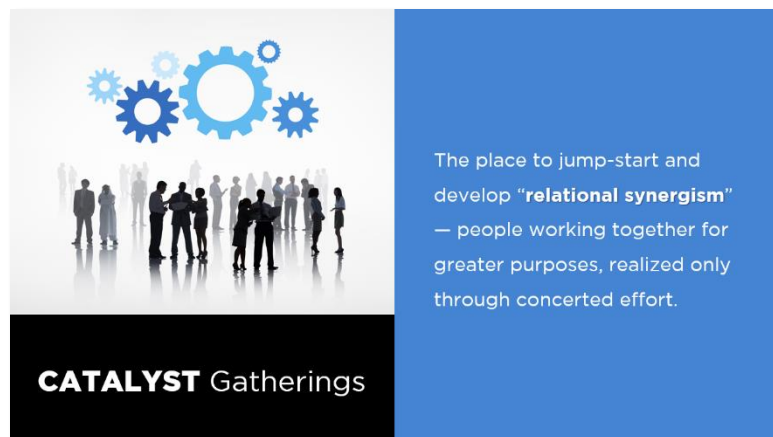 The place to jump-start and
develop “relational synergism”
— people working together for
greater purposes, realized only
through concerted effort.
CATALYST Gatherings